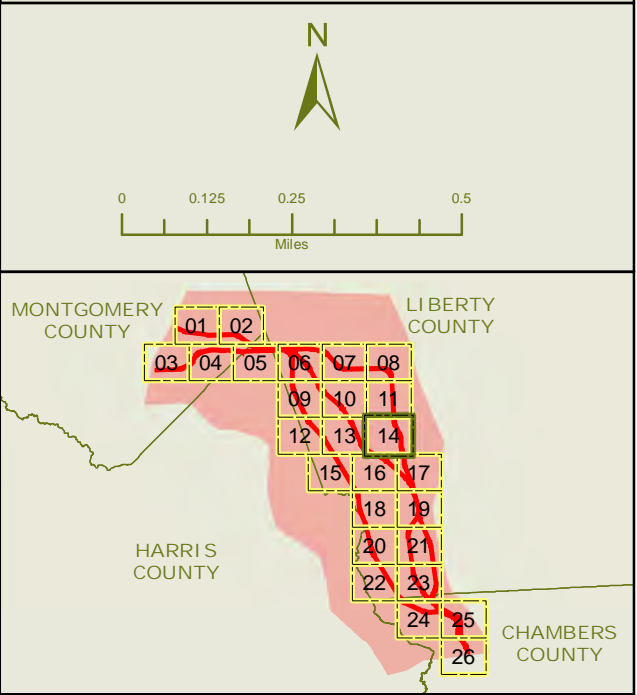 N
0 0.125 0.25 0.5
Miles
MONTGOMERY
COUNTY
LIBERTY
COUNTY
01 02
03 04 05 06 07 08
09 10 11
12 13 14
15 16 17
18 19
20 21
22 23
24 25
26
HARRIS
COUNTY
CHAMBERS
COUNTY